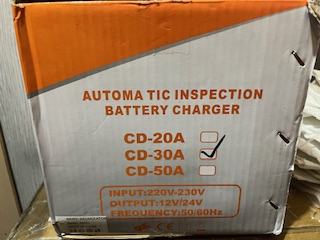 AUTOMA TIC INSPECTION
BATTERY CHARGER
CD-20A
CD-30A
CD-50A
INPUT:220V-230V
OUTPUT:12V/24V
FREQUENCY:50/60Hz